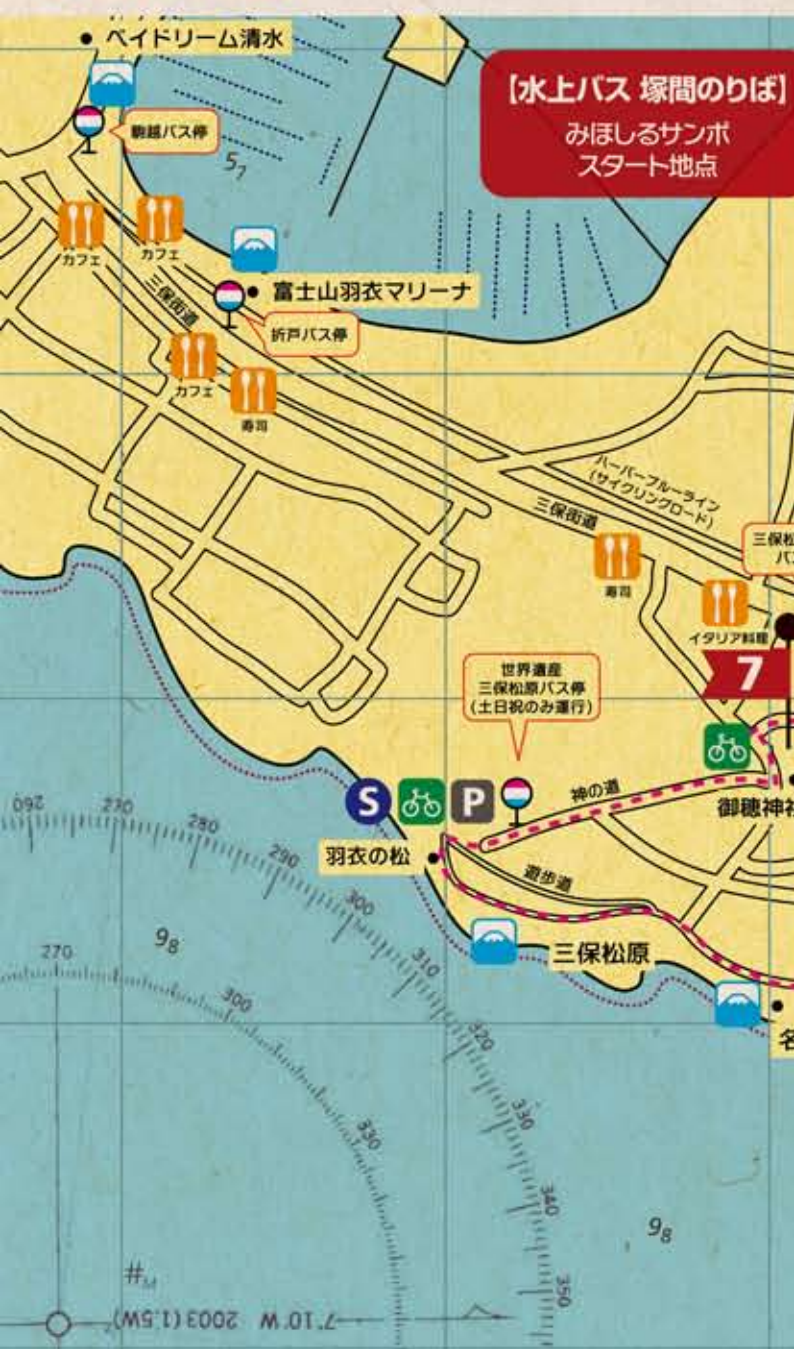 ベイドリーム清水
【水上バス 塚間のりば】
みほしるサンポ
スタート地点
駒越バス停
5₇
カフェ
カフェ
三保街道
富士山羽衣マリーナ
折戸バス停
カフェ
寿司
ハーバーブルーライン
(サイクリングロード)
三保街道
三保松
バス
寿司
イタリア料理
7
世界遺産
三保松原バス停
(土日祝のみ運行)
S
P
神の道
御穂神社
羽衣の松
遊歩道
三保松原
名
260
270
280
290
300
310
320
330
340
350
9₈
270
300
330
9₈
7°10'W 2003 (1.5W)